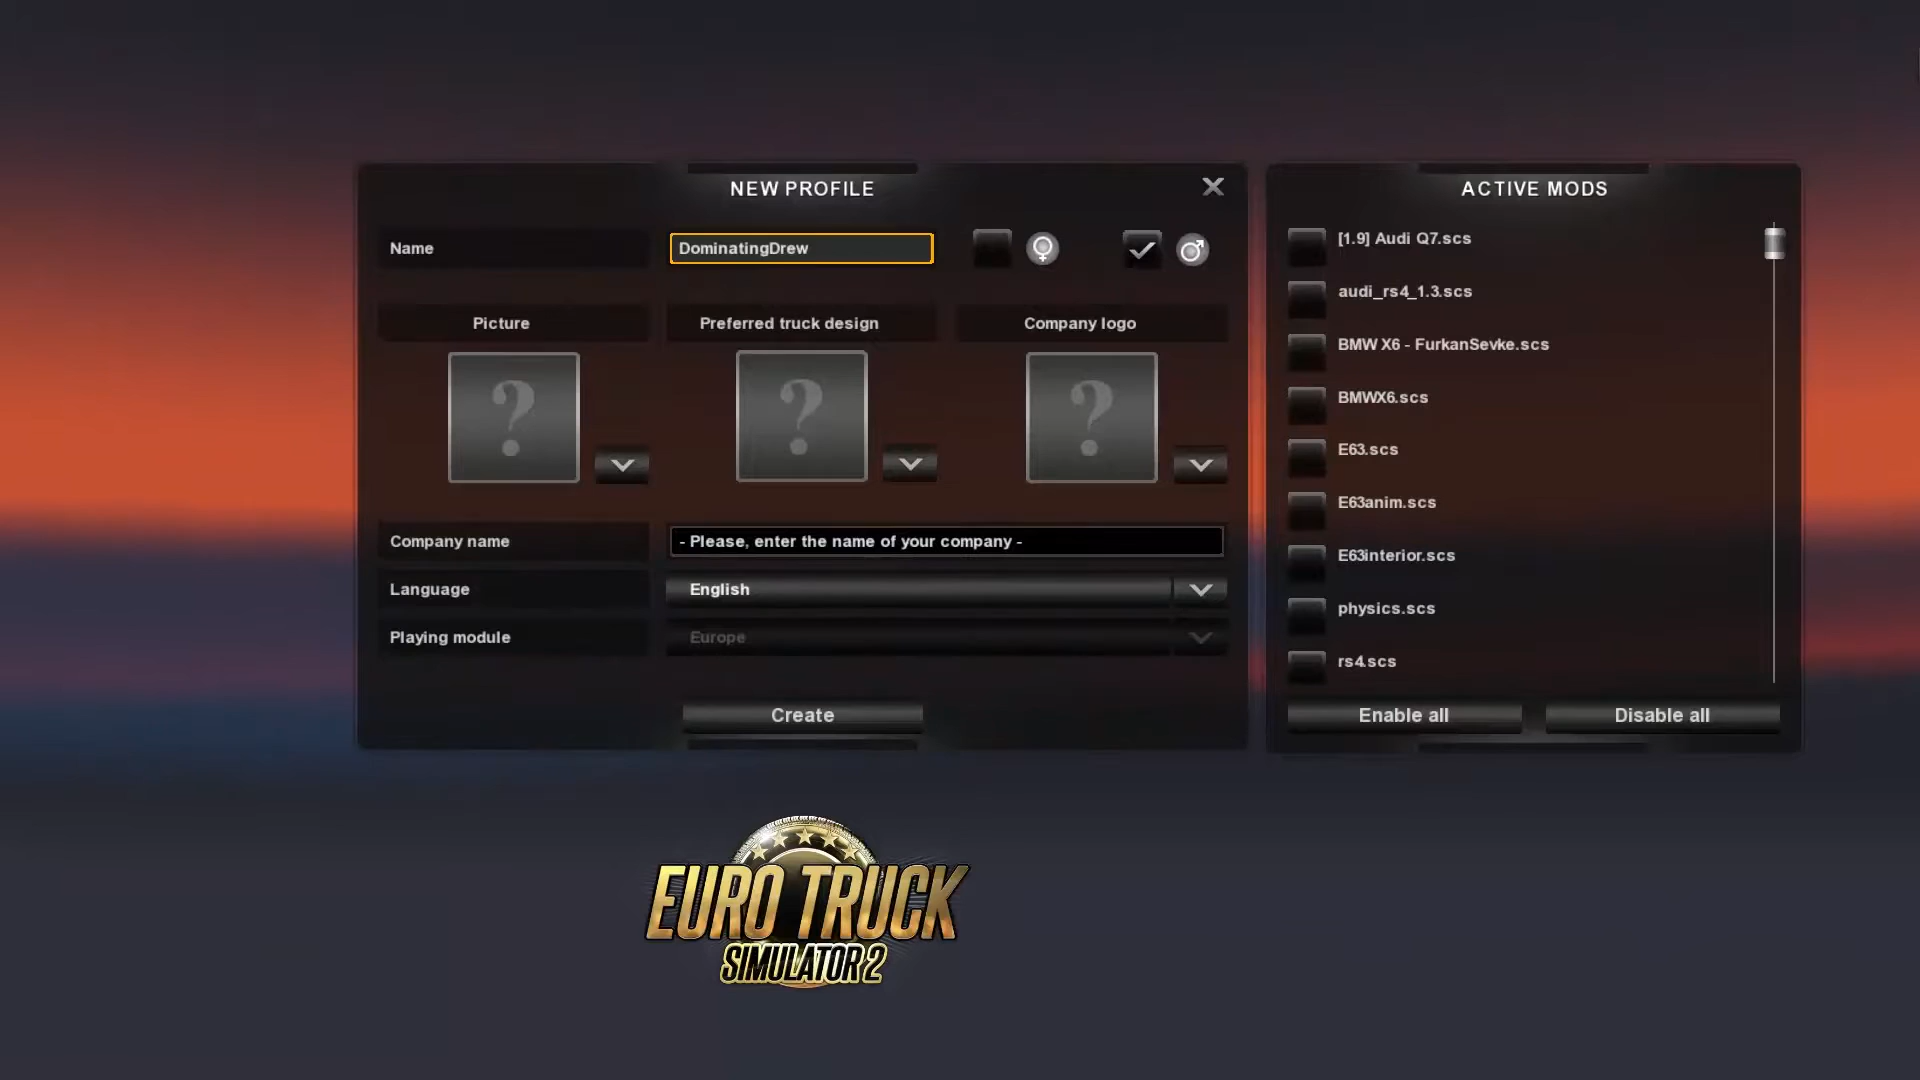 NEW PROFILE
Name
DominatingDrew
Picture
Preferred truck design
Company logo
?
?
?
Company name
- Please, enter the name of your company -
Language
English
Playing module
Europe
Create
ACTIVE MODS
[1.9] Audi Q7.scs
audi_rs4_1.3.scs
BMW X6 - FurkanSevke.scs
BMWX6.scs
E63.scs
E63anim.scs
E63interior.scs
physics.scs
rs4.scs
Enable all
Disable all
EURO TRUCK
SIMULATOR 2